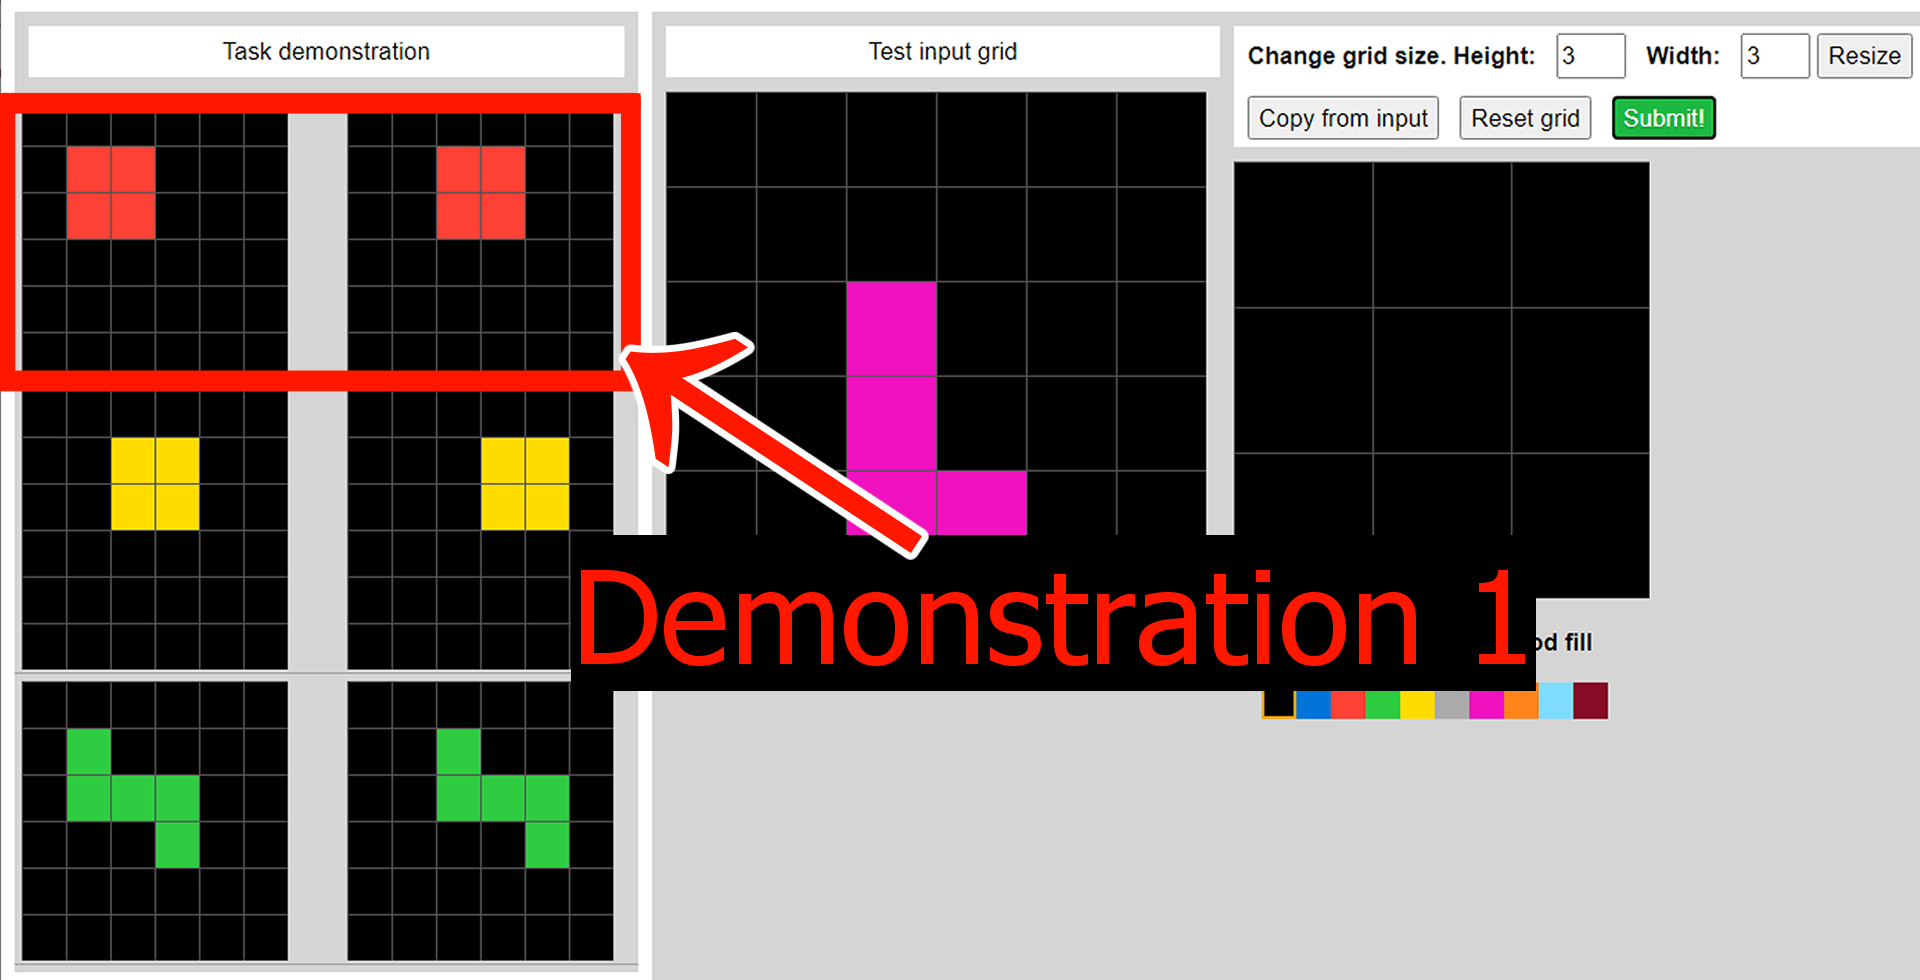 Task demonstration
Test input grid
Change grid size. Height: 3 Width: 3 Resize
Copy from input Reset grid Submit!
Demonstration 1
fill